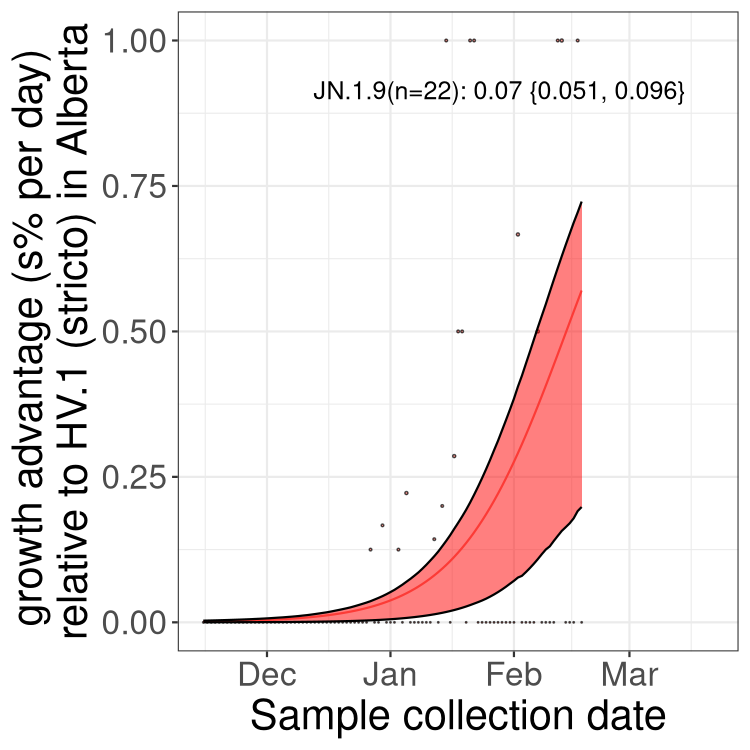 growth advantage (s% per day)
relative to HV.1 (stricto) in Alberta
1.00
0.75
0.50
0.25
0.00
JN.1.9(n=22): 0.07 {0.051, 0.096}
Dec Jan Feb Mar
Sample collection date